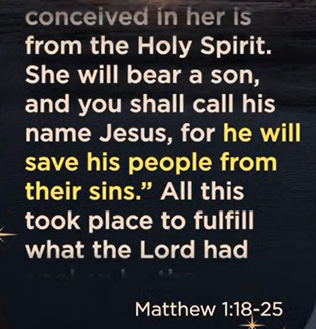 conceived in her is
from the Holy Spirit.
She will bear a son,
and you shall call his
name Jesus, for he will
save his people from
their sins.” All this
took place to fulfill
what the Lord had
Matthew 1:18-25